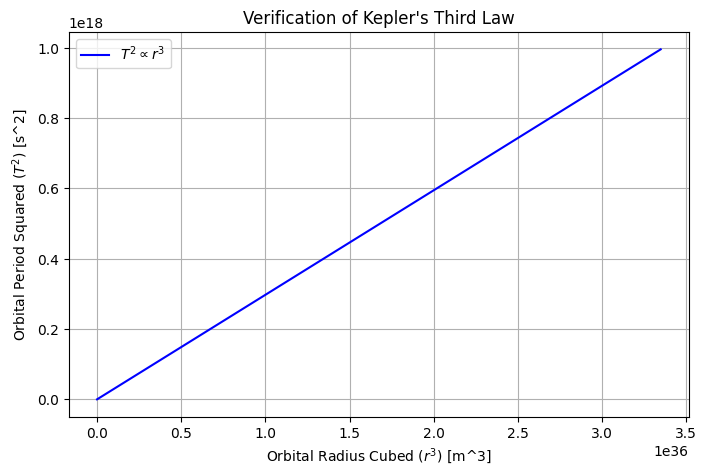 Verification of Kepler's Third Law
1e18
T² ∝ r³
1.0
0.8
0.6
0.4
0.2
0.0
Orbital Period Squared (T²) [s^2]
0.0 0.5 1.0 1.5 2.0 2.5 3.0 3.5
1e36
Orbital Radius Cubed (r³) [m^3]